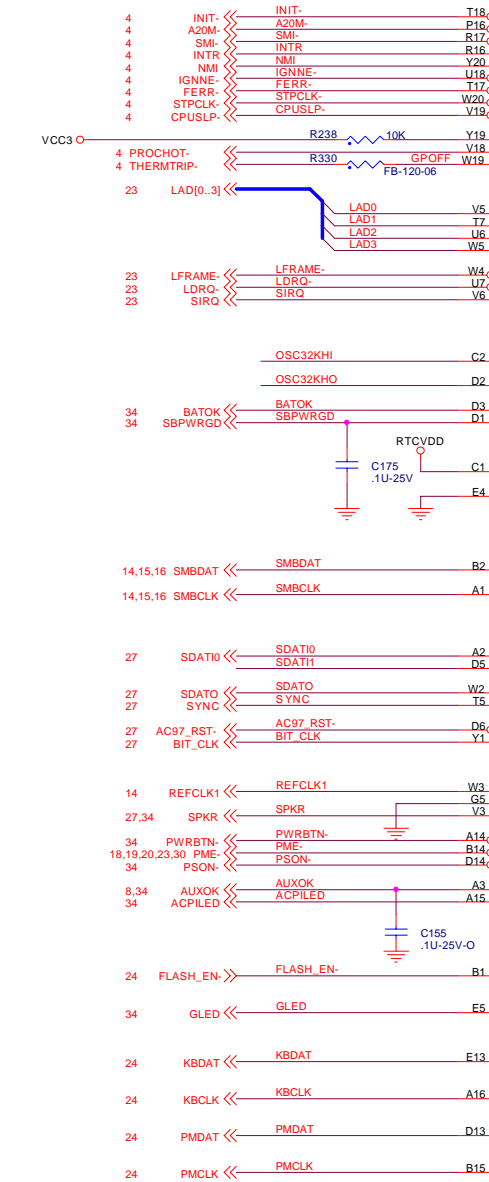 4 INIT- INIT- T18
4 A20M- A20M- P16
4 SMI- SMI- R17
4 INTR INTR R16
4 NMI NMI Y20
4 IGNNE- IGNNE- U18
4 FERR- FERR- T17
4 STPCLK- STPCLK- W20
4 CPUSLP- CPUSLP- V19
VCC3 R238 10K Y19
4 PROCHOT- V18
4 THERMTRIP- R330 GPOFF W19
FB-120-06
23 LAD[0..3]
LAD0 V5
LAD1 T7
LAD2 U6
LAD3 W5
23 LFRAME- LFRAME- W4
23 LDRQ- LDRQ- U7
23 SIRQ SIRQ V6
OSC32KHI C2
OSC32KHO D2
34 BATOK BATOK D3
34 SBPWRGD SBPWRGD D1
RTCVDD
C175 C1
.1U-25V
E4
14,15,16 SMBDAT SMBDAT B2
14,15,16 SMBCLK SMBCLK A1
27 SDATI0 SDATI0 A2
SDATI1 D5
27 SDATO SDATO W2
27 SYNC SYNC T5
27 AC97_RST- AC97_RST- D6
27 BIT_CLK BIT_CLK Y1
14 REFCLK1 REFCLK1 W3
G5
27,34 SPKR SPKR V3
34 PWRBTN- PWRBTN- A14
18,19,20,23,30 PME- PME- B14
34 PSON- PSON- D14
8,34 AUXOK AUXOK A3
34 ACPILED ACPILED A15
C155
.1U-25V-O
24 FLASH_EN- FLASH_EN- B1
34 GLED GLED E5
24 KBDAT KBDAT E13
24 KBCLK KBCLK A16
24 PMDAT PMDAT D13
24 PMCLK PMCLK B15